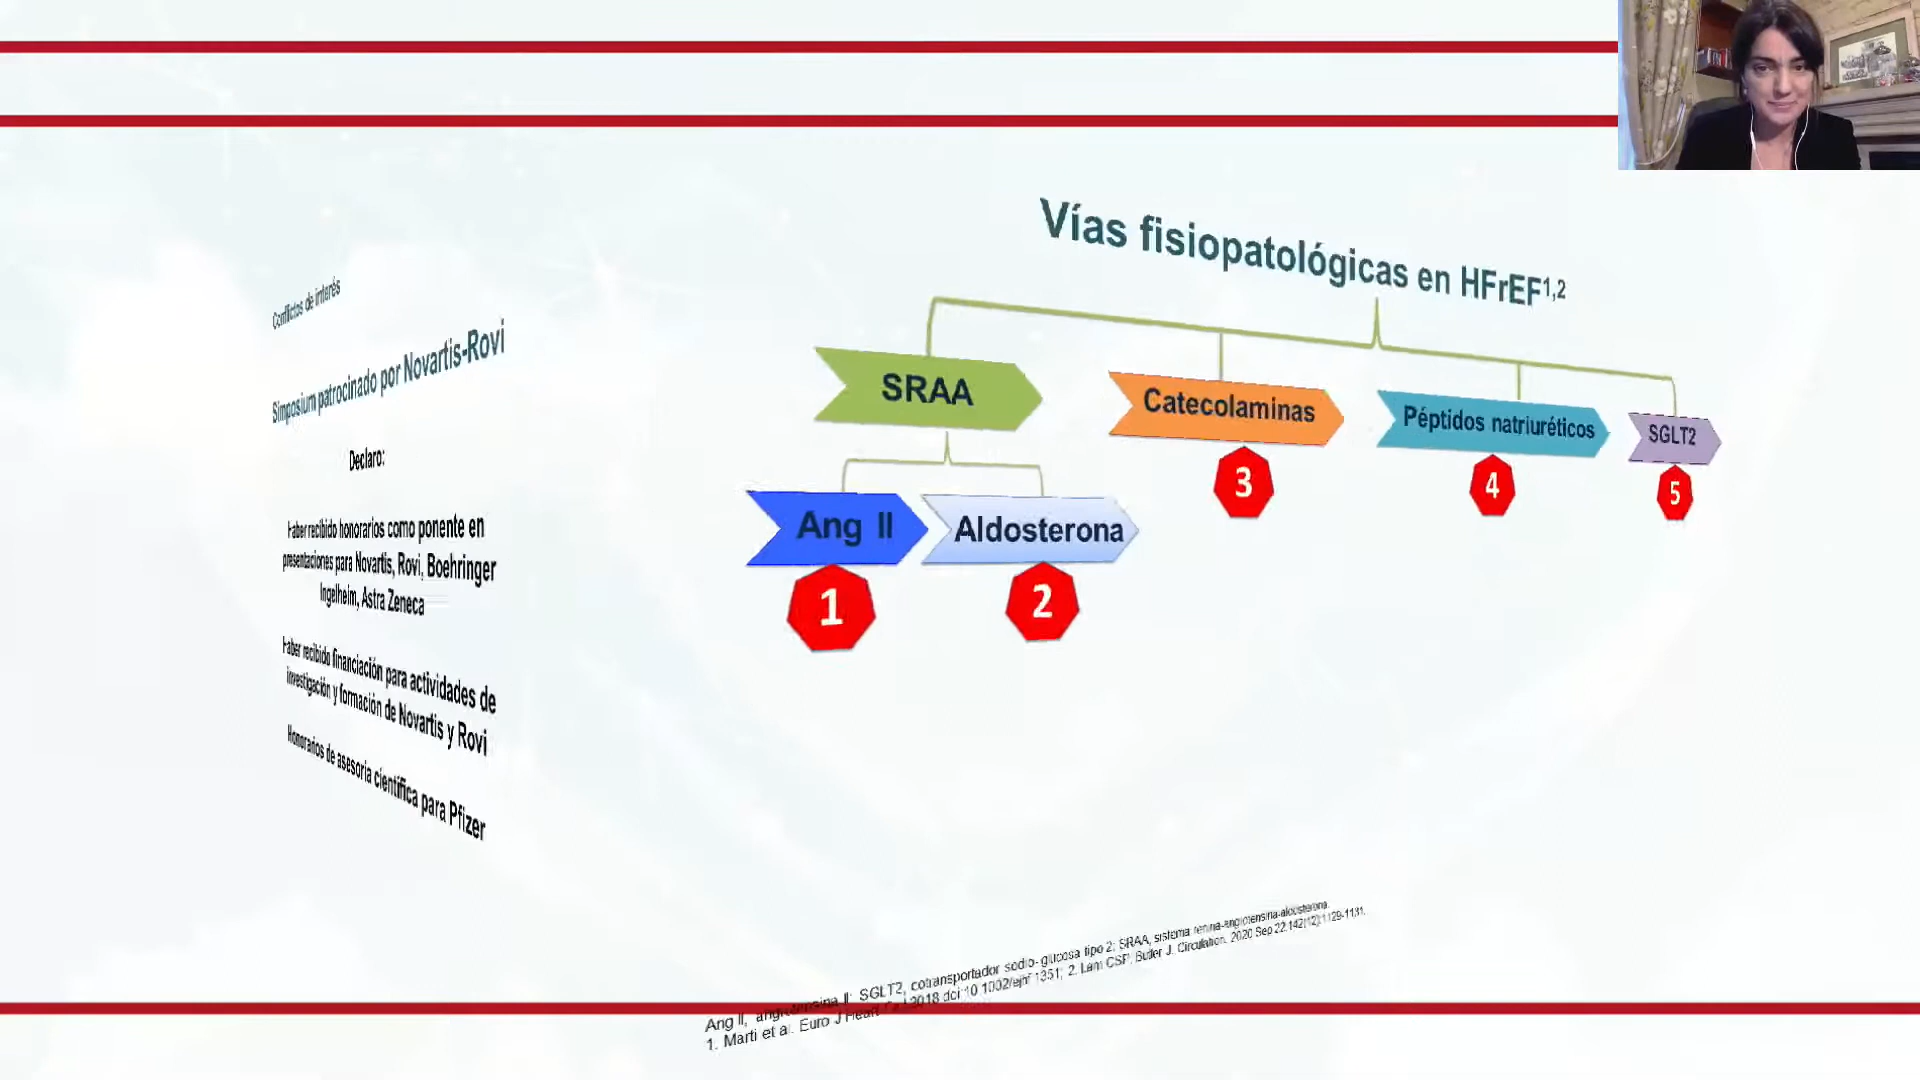 Conflictos de interés
Simposium patrocinado por Novartis-Rovi
Declaro:
Haber recibido honorarios como ponente en
presentaciones para Novartis, Rovi, Boehringer
Ingelheim, Astra Zeneca
Haber recibido financiación para actividades de
investigación y formación de Novartis y Rovi
Honorarios de asesoría científica para Pfizer
Vías fisiopatológicas en HFrEF1,2
SRAA
Catecolaminas
Péptidos natriuréticos
SGLT2
3
4
5
Ang II
Aldosterona
1
2
Ang II, angiotensina II; SGLT2, cotransportador sodio-glucosa tipo 2; SRAA, sistema renina-angiotensina-aldosterona.
1. Marti et al. Euro J Heart Fail 2018 doi:10.1002/ejhf.1351; 2. Lam CSP, Butler J. Circulation. 2020 Sep 22;142(12):1129-1131.